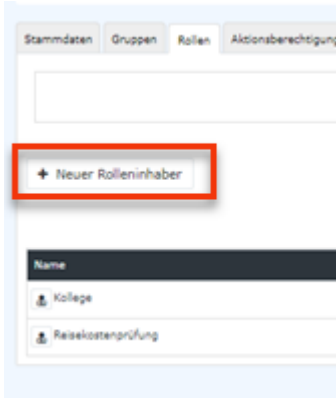 Stammdaten Gruppen Rollen Aktionsberechtigung
+ Neuer Rolleninhaber
Name
Kollege
Reisekostenprüfung